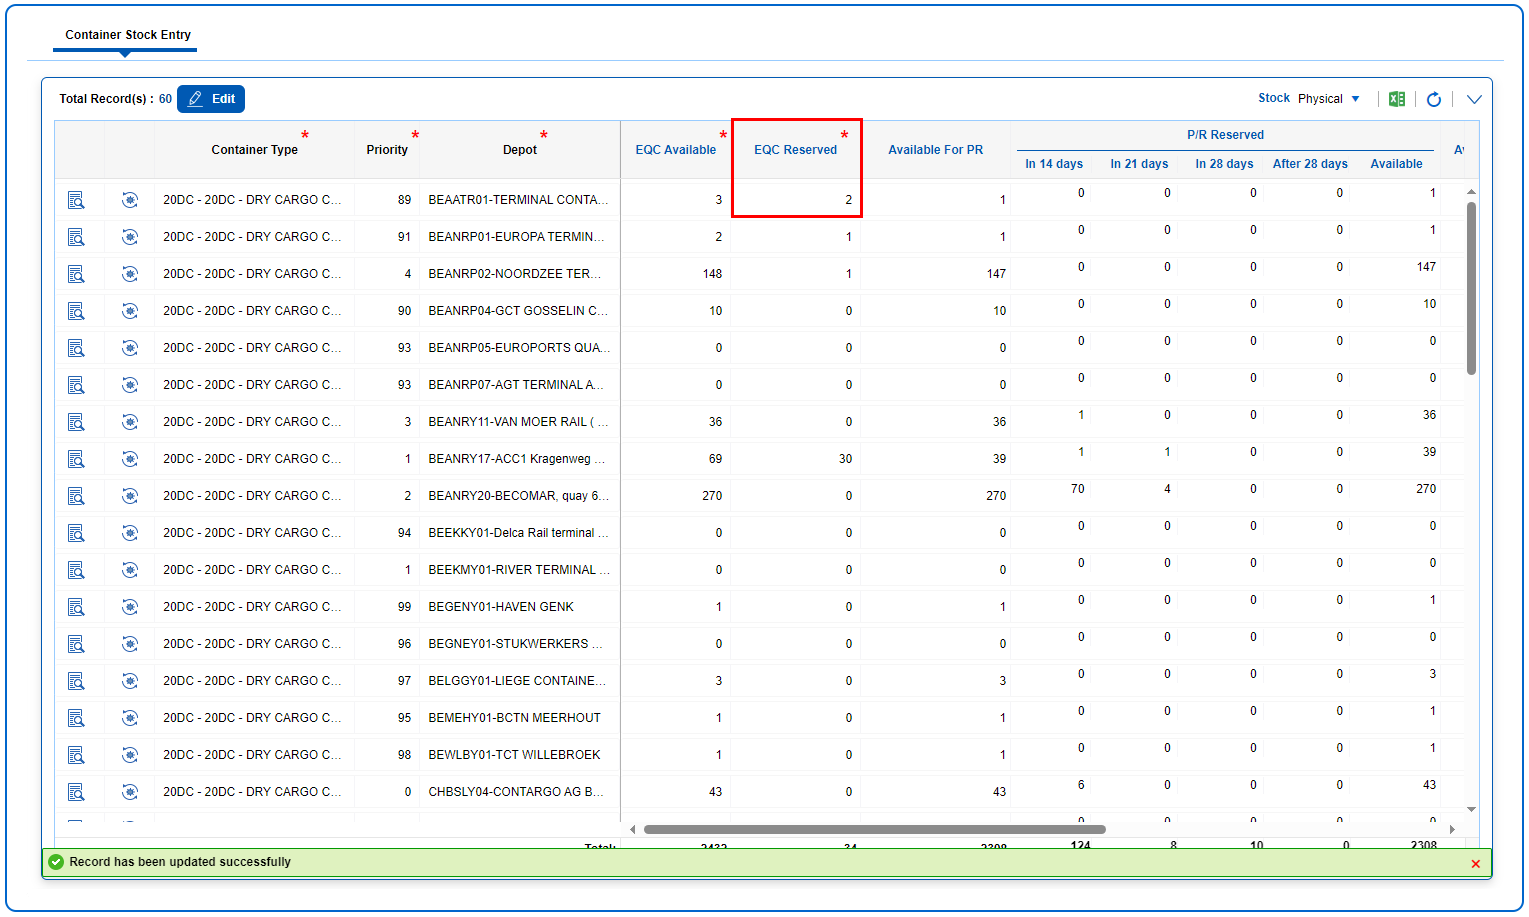 Container Stock Entry
Total Record(s) : 60 Edit Stock Physical
Container Type * Priority * Depot * EQC Available * EQC Reserved * Available For PR P/R Reserved
In 14 days In 21 days In 28 days After 28 days Available
20DC - 20DC - DRY CARGO C... 89 BEAATR01-TERMINAL CONTA... 3 2 1 0 0 0 0 1
20DC - 20DC - DRY CARGO C... 91 BEANRP01-EUROPA TERMIN... 2 1 1 0 0 0 0 1
20DC - 20DC - DRY CARGO C... 4 BEANRP02-NOORDZEE TER... 148 1 147 0 0 0 0 147
20DC - 20DC - DRY CARGO C... 90 BEANRP04-GCT GOSSELIN C... 10 0 10 0 0 0 0 10
20DC - 20DC - DRY CARGO C... 93 BEANRP05-EUROPORTS QUA... 0 0 0 0 0 0 0 0
20DC - 20DC - DRY CARGO C... 93 BEANRP07-AGT TERMINAL A... 0 0 0 0 0 0 0 0
20DC - 20DC - DRY CARGO C... 3 BEANRY11-VAN MOER RAIL ( ... 36 0 36 1 0 0 0 36
20DC - 20DC - DRY CARGO C... 1 BEANRY17-ACC1 Kragenweg ... 69 30 39 1 1 0 0 39
20DC - 20DC - DRY CARGO C... 2 BEANRY20-BECOMAR, quay 6... 270 0 270 70 4 0 0 270
20DC - 20DC - DRY CARGO C... 94 BEEKKY01-Delca Rail terminal ... 0 0 0 0 0 0 0 0
20DC - 20DC - DRY CARGO C... 1 BEEKMY01-RIVER TERMINAL ... 0 0 0 0 0 0 0 0
20DC - 20DC - DRY CARGO C... 99 BEGENY01-HAVEN GENK 1 0 1 0 0 0 0 1
20DC - 20DC - DRY CARGO C... 96 BEGNEY01-STUKWERKERS ... 0 0 0 0 0 0 0 0
20DC - 20DC - DRY CARGO C... 97 BELGGY01-LIEGE CONTAINE... 3 0 3 0 0 0 0 3
20DC - 20DC - DRY CARGO C... 95 BEMEHY01-BCTN MEERHOUT 1 0 1 0 0 0 0 1
20DC - 20DC - DRY CARGO C... 98 BEWLBY01-TCT WILLEBROEK 1 0 1 0 0 0 0 1
20DC - 20DC - DRY CARGO C... 0 CHBSLY04-CONTARGO AG B... 43 0 43 6 0 0 0 43
Total: 2432 34 2308 124 8 10 0 2308
Record has been updated successfully